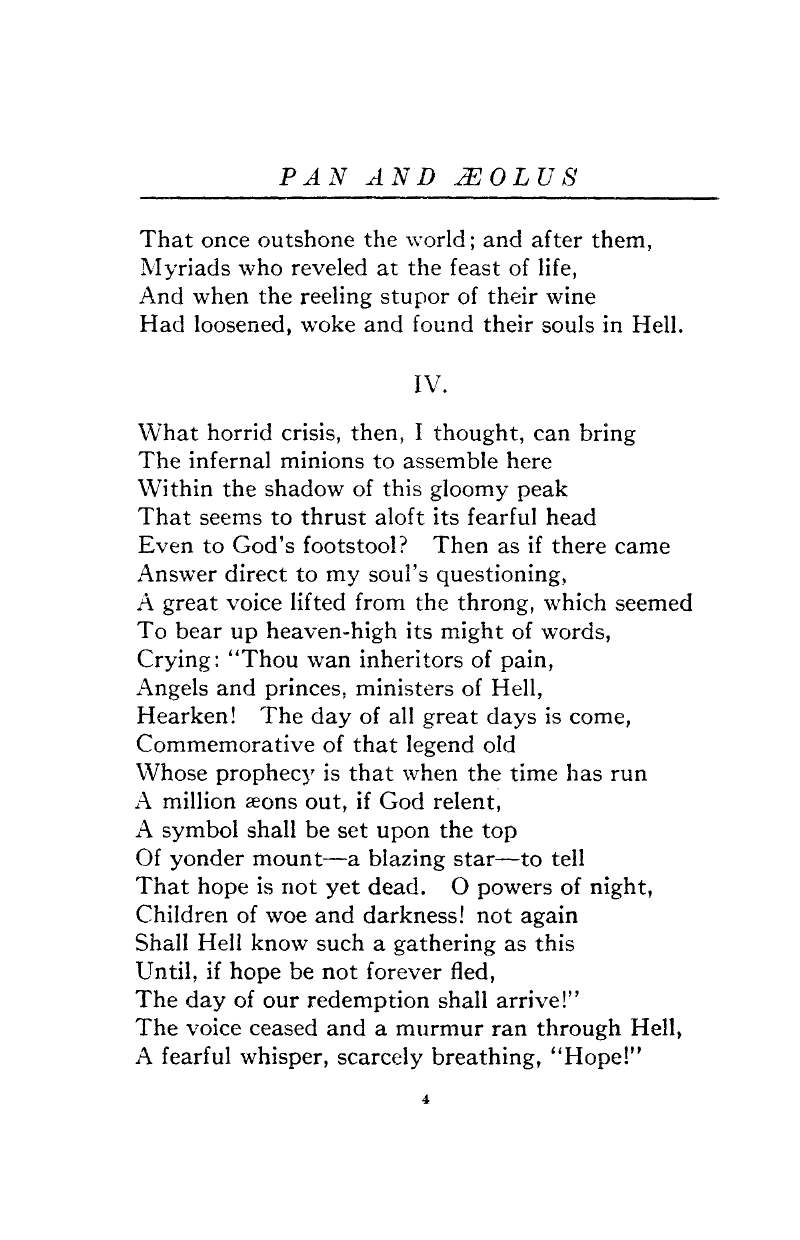 PAN AND ÆOLUS
That once outshone the world; and after them,
Myriads who reveled at the feast of life,
And when the reeling stupor of their wine
Had loosened, woke and found their souls in Hell.
IV.
What horrid crisis, then, I thought, can bring
The infernal minions to assemble here
Within the shadow of this gloomy peak
That seems to thrust aloft its fearful head
Even to God's footstool? Then as if there came
Answer direct to my soul's questioning,
A great voice lifted from the throng, which seemed
To bear up heaven-high its might of words,
Crying: "Thou wan inheritors of pain,
Angels and princes, ministers of Hell,
Hearken! The day of all great days is come,
Commemorative of that legend old
Whose prophecy is that when the time has run
A million æons out, if God relent,
A symbol shall be set upon the top
Of yonder mount—a blazing star—to tell
That hope is not yet dead. O powers of night,
Children of woe and darkness! not again
Shall Hell know such a gathering as this
Until, if hope be not forever fled,
The day of our redemption shall arrive!"
The voice ceased and a murmur ran through Hell,
A fearful whisper, scarcely breathing, "Hope!"
4